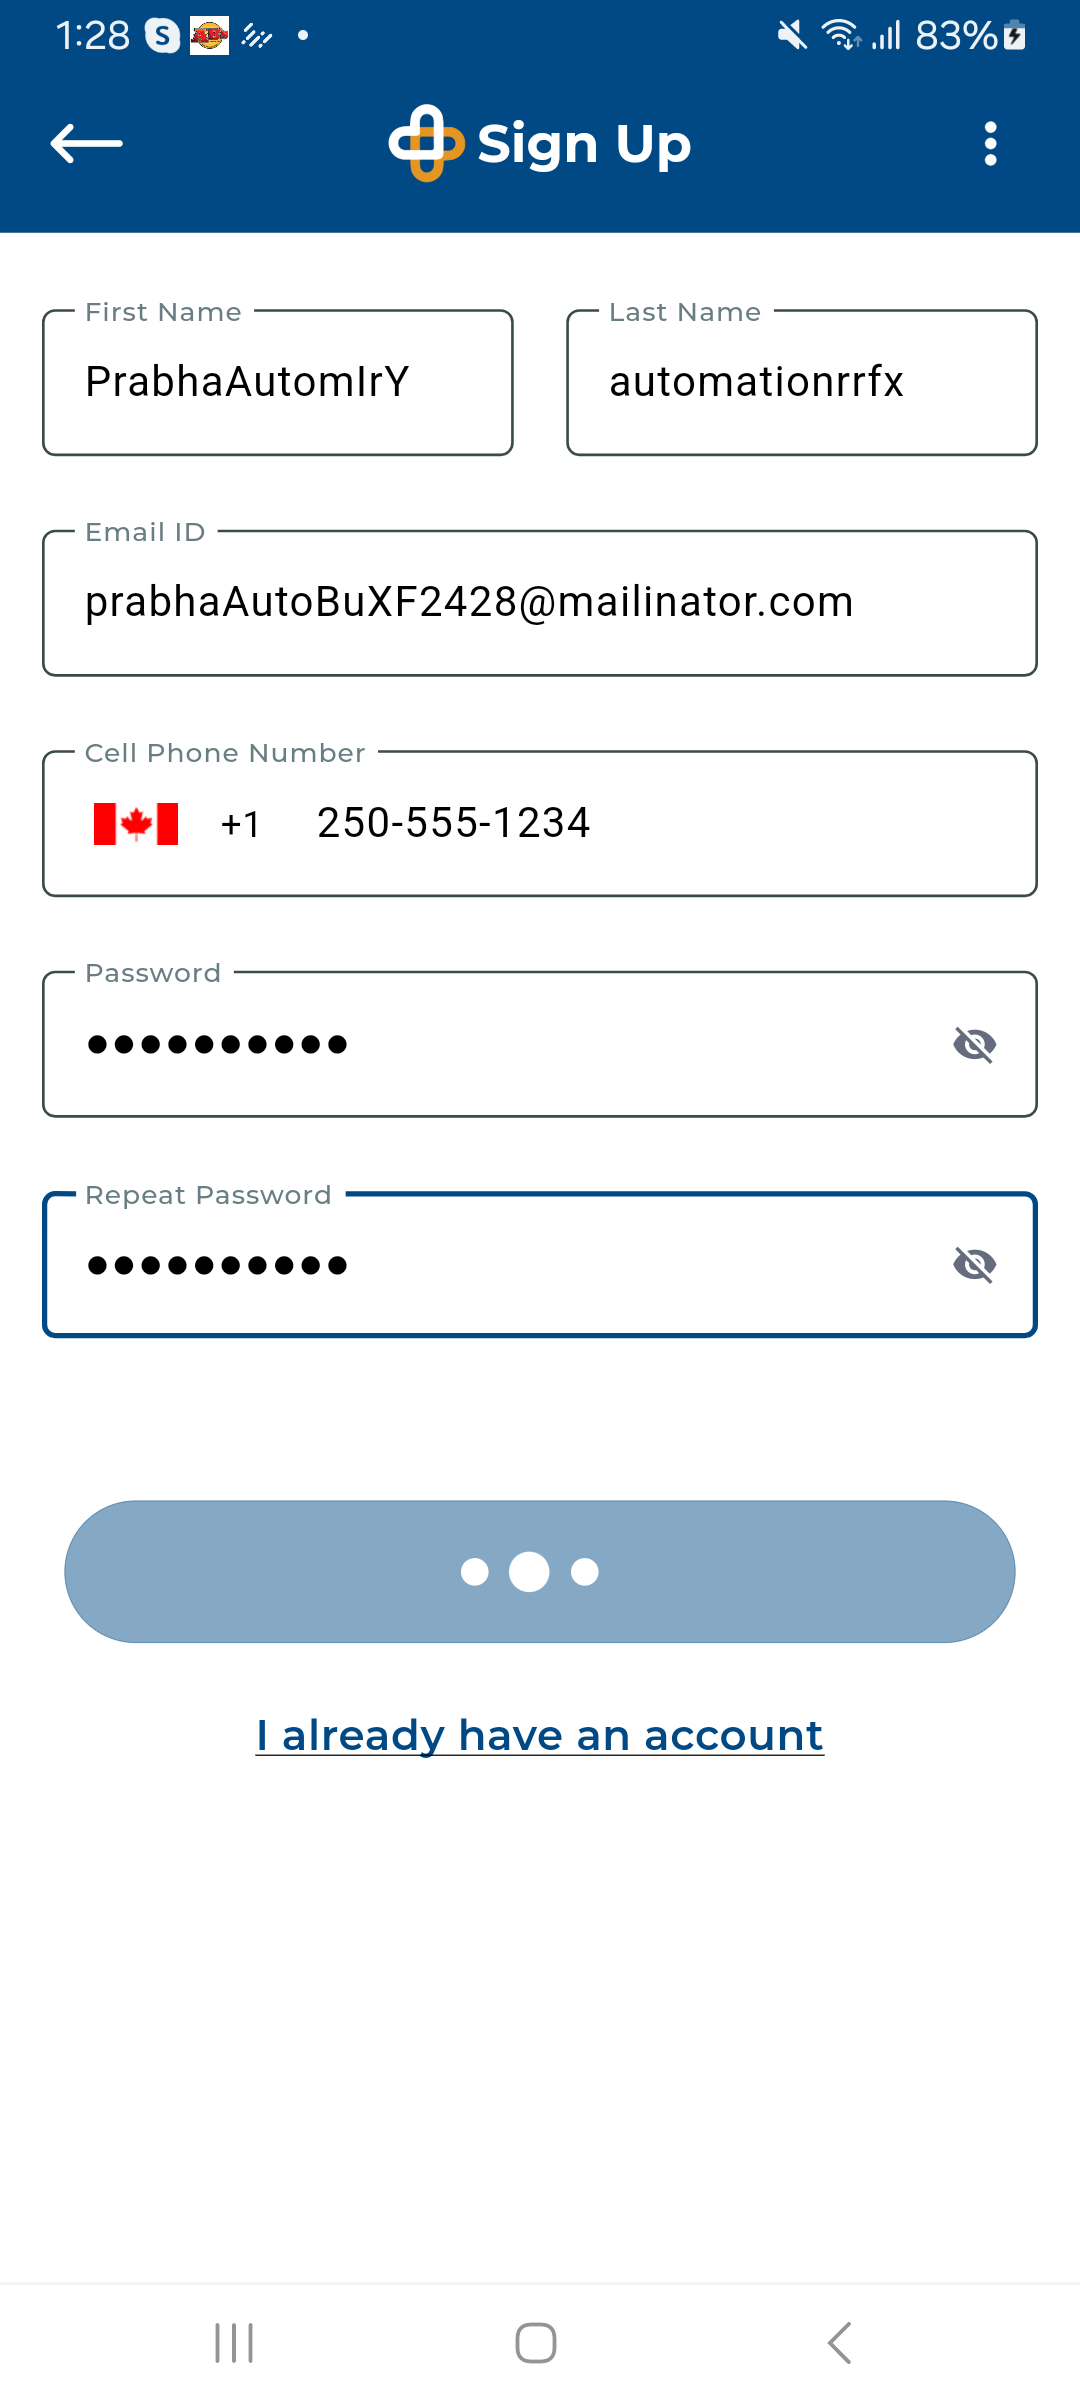 1:28 S 83%
Sign Up
First Name Last Name
PrabhaAutomIrY automationrrfx
Email ID
prabhaAutoBuXF2428@mailinator.com
Cell Phone Number
+1 250-555-1234
Password
••••••••••
Repeat Password
••••••••••
I already have an account